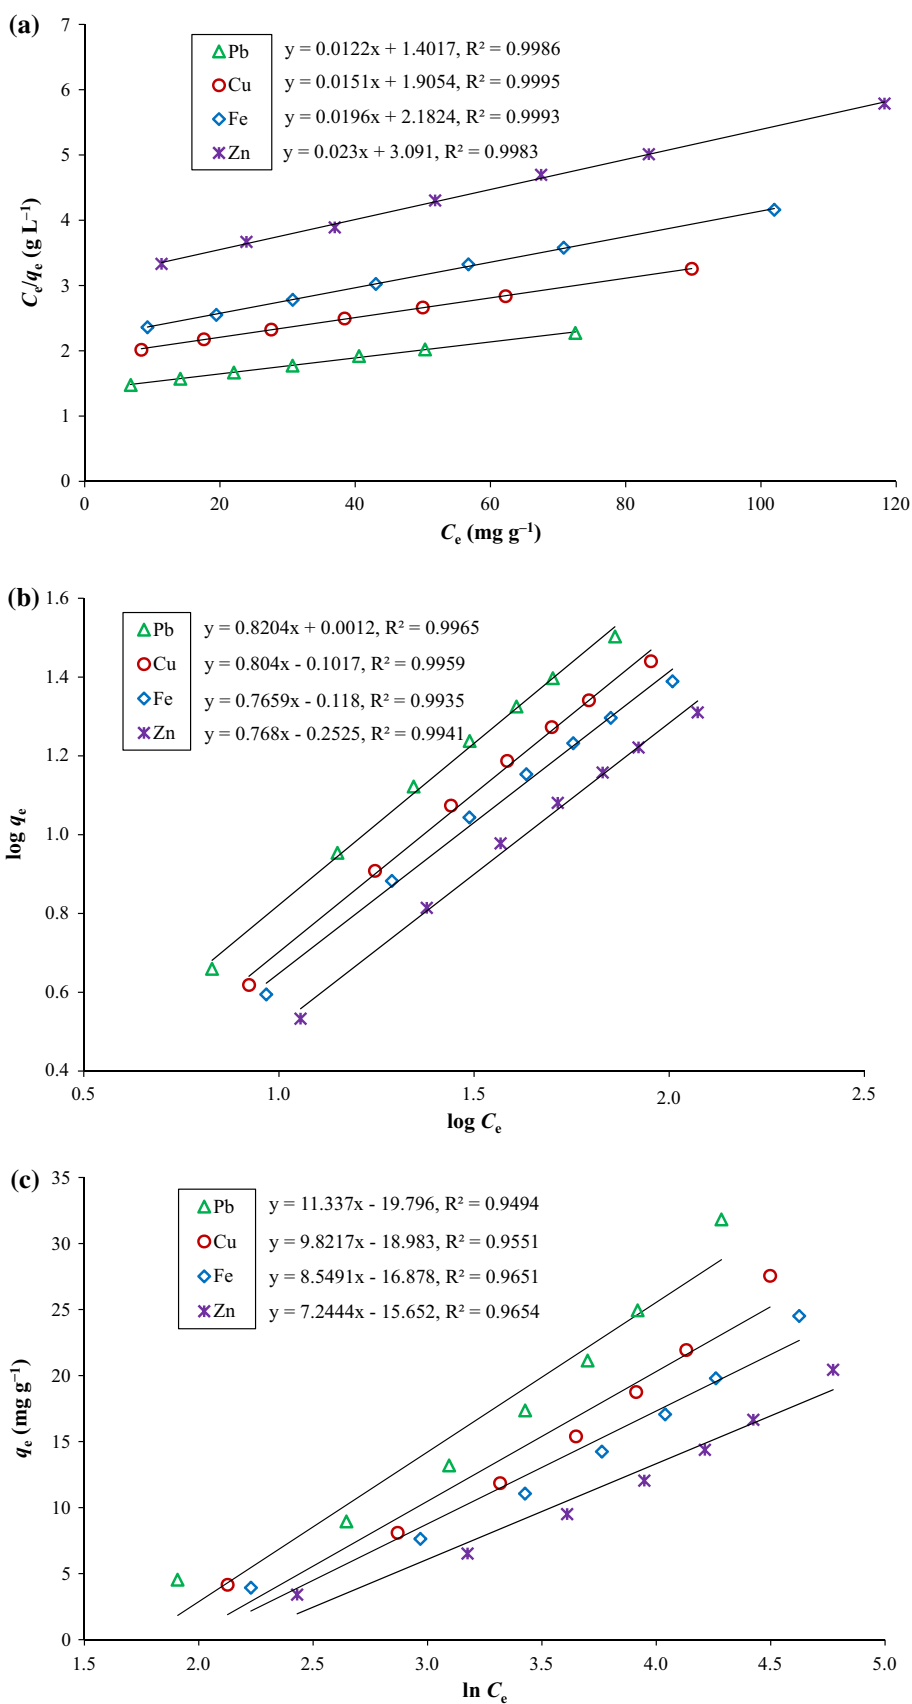 (a)
7
6
5
4
3
2
1
0
Cₑ/qₑ (g L⁻¹)
Pb y = 0.0122x + 1.4017, R² = 0.9986
Cu y = 0.0151x + 1.9054, R² = 0.9995
Fe y = 0.0196x + 2.1824, R² = 0.9993
Zn y = 0.023x + 3.091, R² = 0.9983
0 20 40 60 80 100 120
Cₑ (mg g⁻¹)
(b)
1.6
1.4
1.2
1.0
0.8
0.6
0.4
log qₑ
Pb y = 0.8204x + 0.0012, R² = 0.9965
Cu y = 0.804x - 0.1017, R² = 0.9959
Fe y = 0.7659x - 0.118, R² = 0.9935
Zn y = 0.768x - 0.2525, R² = 0.9941
0.5 1.0 1.5 2.0 2.5
log Cₑ
(c)
35
30
25
20
15
10
5
0
qₑ (mg g⁻¹)
Pb y = 11.337x - 19.796, R² = 0.9494
Cu y = 9.8217x - 18.983, R² = 0.9551
Fe y = 8.5491x - 16.878, R² = 0.9651
Zn y = 7.2444x - 15.652, R² = 0.9654
1.5 2.0 2.5 3.0 3.5 4.0 4.5 5.0
ln Cₑ